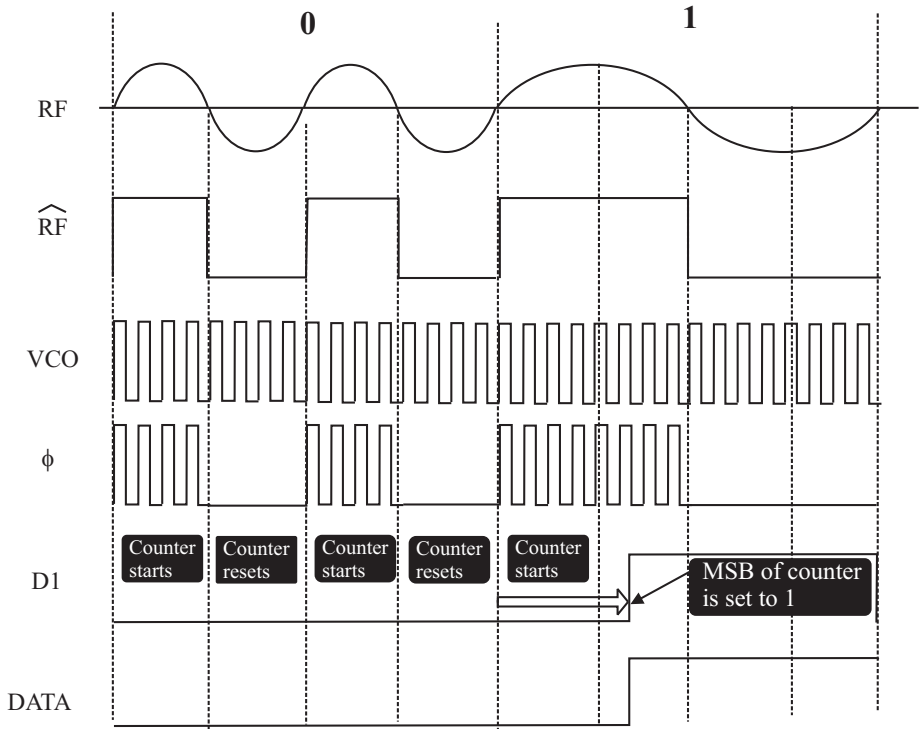 0
1
RF
RF
VCO
ϕ
Counter
starts
Counter
resets
Counter
starts
Counter
resets
Counter
starts
D1
MSB of counter
is set to 1
DATA